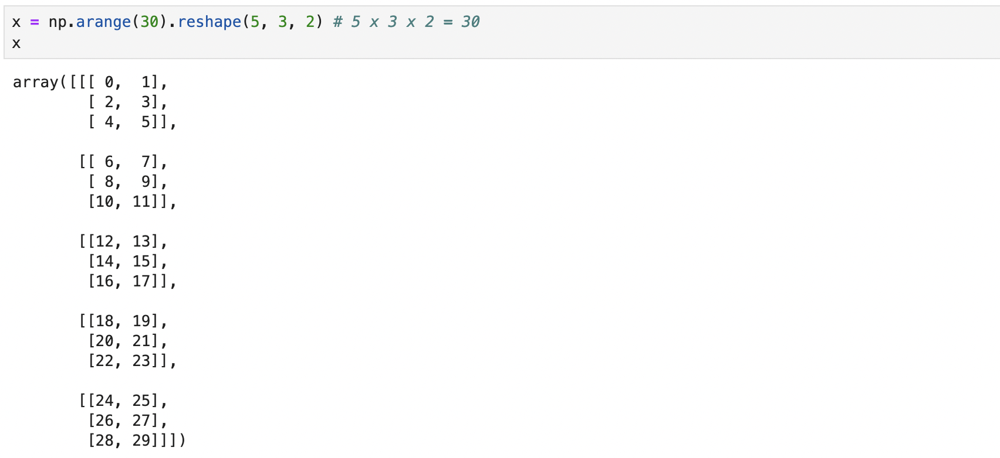 x = np.arange(30).reshape(5, 3, 2) # 5 x 3 x 2 = 30
x
array([[[ 0,  1],
        [ 2,  3],
        [ 4,  5]],

       [[ 6,  7],
        [ 8,  9],
        [10, 11]],

       [[12, 13],
        [14, 15],
        [16, 17]],

       [[18, 19],
        [20, 21],
        [22, 23]],

       [[24, 25],
        [26, 27],
        [28, 29]]])